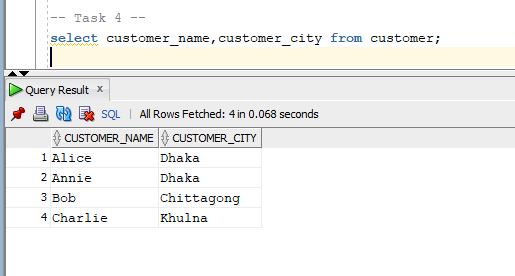 -- Task 4 --
select customer_name,customer_city from customer;
Query Result x
SQL | All Rows Fetched: 4 in 0.068 seconds
CUSTOMER_NAME CUSTOMER_CITY
1 Alice Dhaka
2 Annie Dhaka
3 Bob Chittagong
4 Charlie Khulna